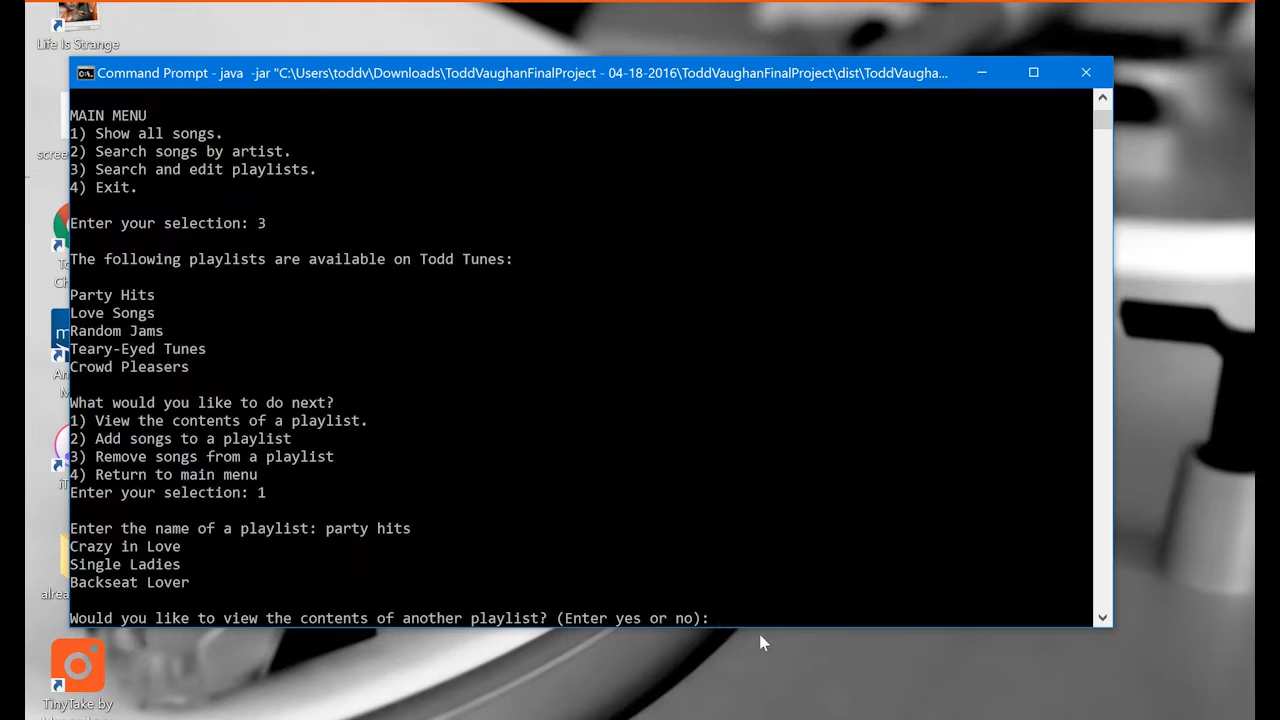 Life Is Strange
Command Prompt - java  -jar "C:\Users\toddv\Downloads\ToddVaughanFinalProject - 04-18-2016\ToddVaughanFinalProject\dist\ToddVaugha...
MAIN MENU
1) Show all songs.
2) Search songs by artist.
3) Search and edit playlists.
4) Exit.
Enter your selection: 3
The following playlists are available on Todd Tunes:
Party Hits
Love Songs
Random Jams
Teary-Eyed Tunes
Crowd Pleasers
What would you like to do next?
1) View the contents of a playlist.
2) Add songs to a playlist
3) Remove songs from a playlist
4) Return to main menu
Enter your selection: 1
Enter the name of a playlist: party hits
Crazy in Love
Single Ladies
Backseat Lover
Would you like to view the contents of another playlist? (Enter yes or no):
TinyTake by